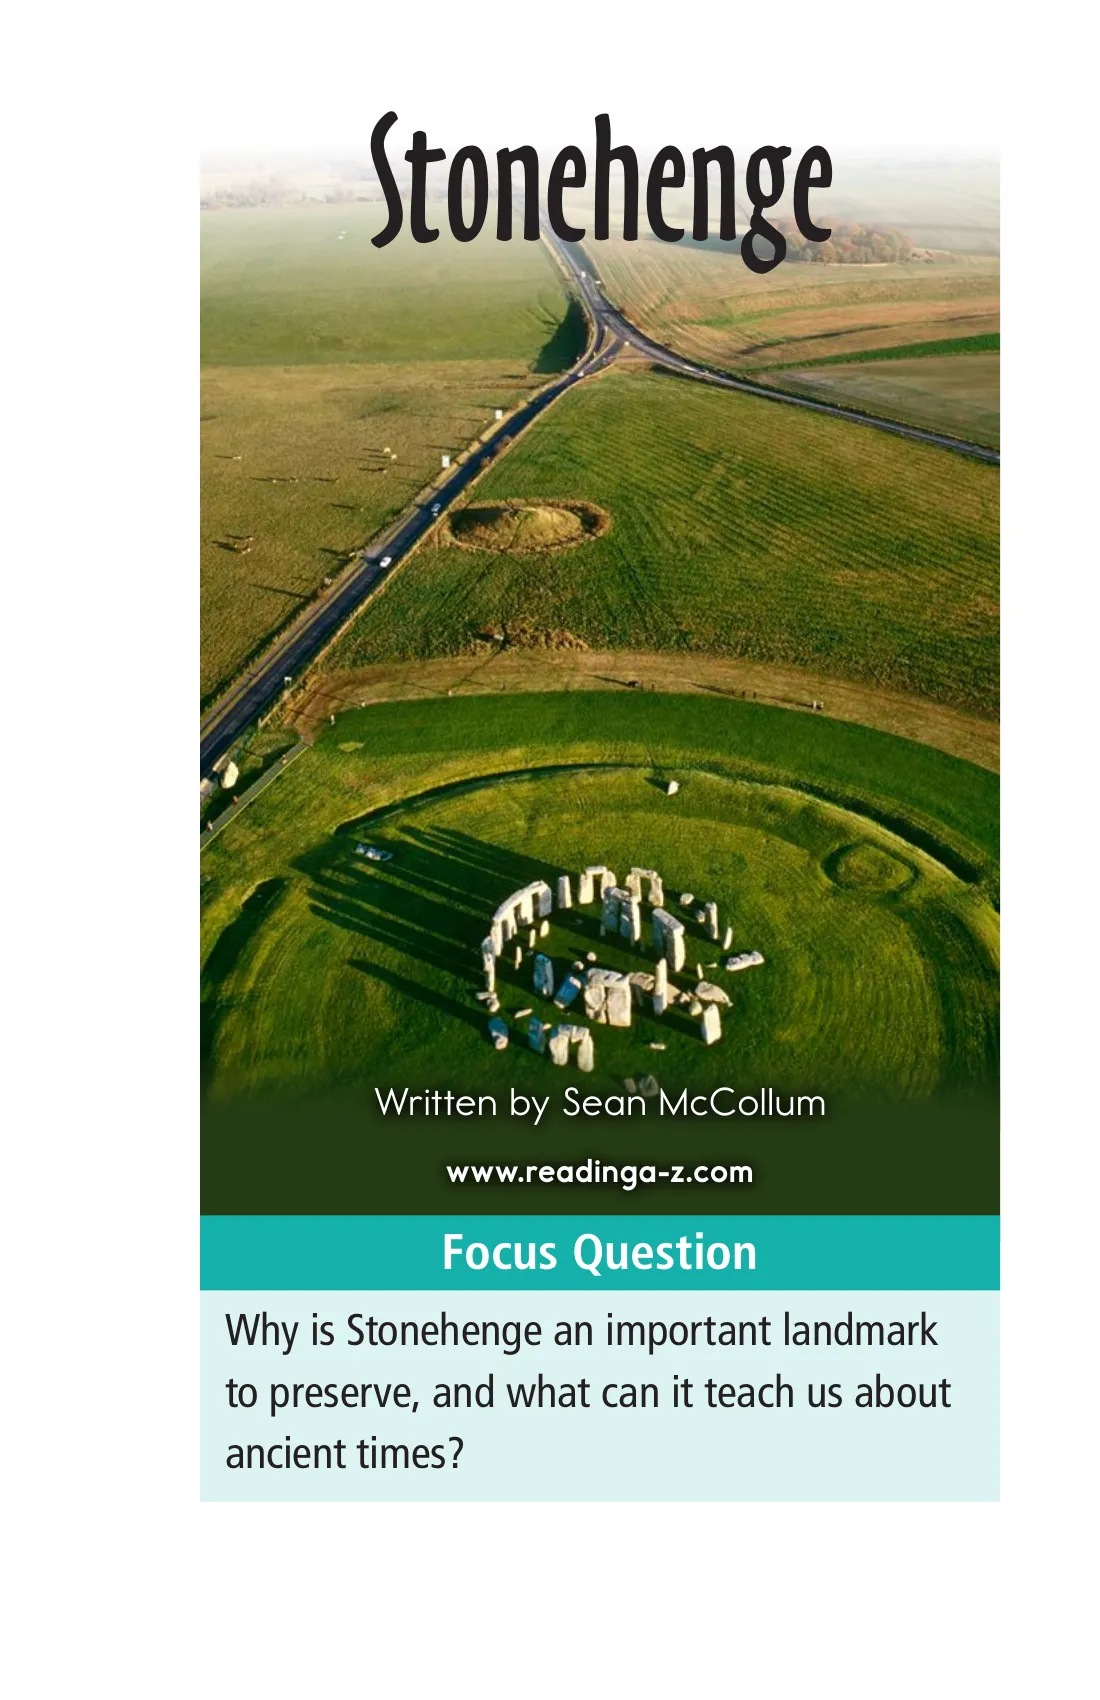 Stonehenge
Written by Sean McCollum
www.readinga-z.com
Focus Question
Why is Stonehenge an important landmark
to preserve, and what can it teach us about
ancient times?